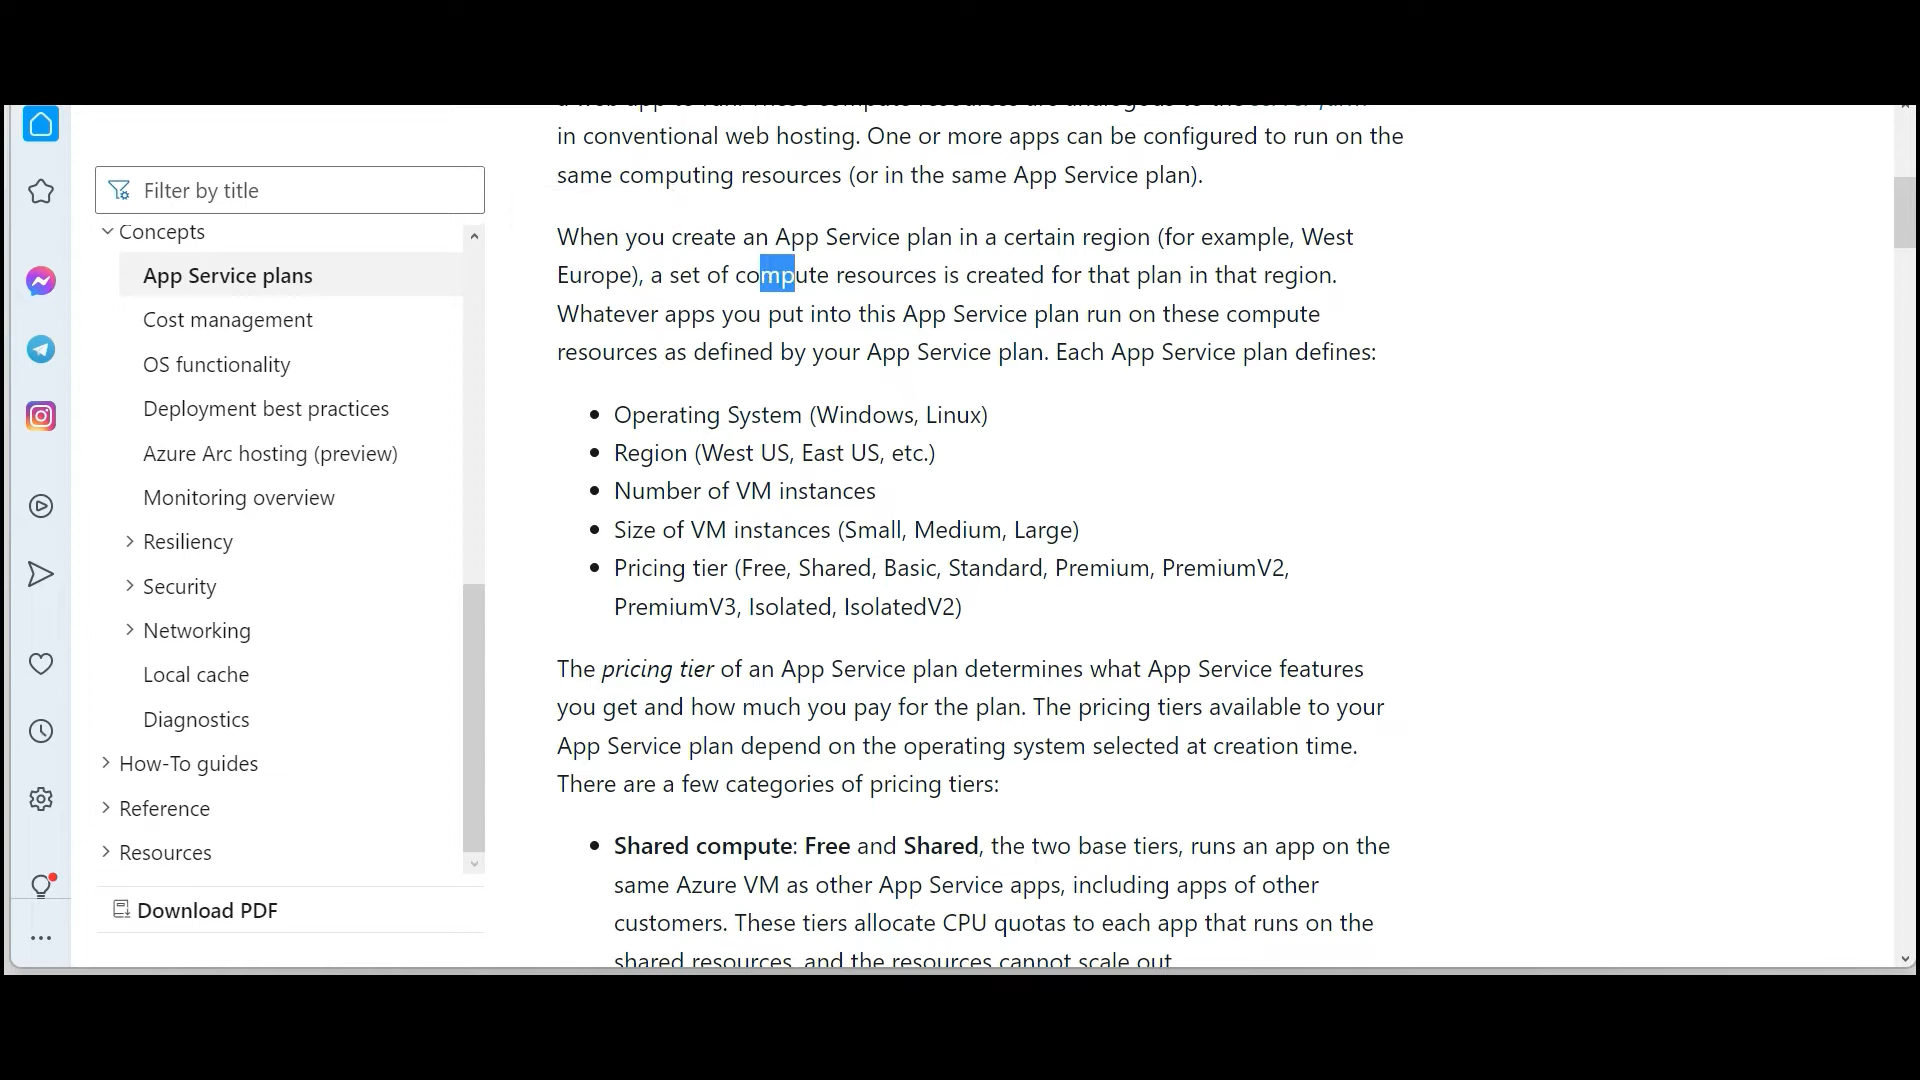 Filter by title
Concepts
App Service plans
Cost management
OS functionality
Deployment best practices
Azure Arc hosting (preview)
Monitoring overview
Resiliency
Security
Networking
Local cache
Diagnostics
How-To guides
Reference
Resources
Download PDF
in conventional web hosting. One or more apps can be configured to run on the
same computing resources (or in the same App Service plan).
When you create an App Service plan in a certain region (for example, West
Europe), a set of compute resources is created for that plan in that region.
Whatever apps you put into this App Service plan run on these compute
resources as defined by your App Service plan. Each App Service plan defines:
Operating System (Windows, Linux)
Region (West US, East US, etc.)
Number of VM instances
Size of VM instances (Small, Medium, Large)
Pricing tier (Free, Shared, Basic, Standard, Premium, PremiumV2,
PremiumV3, Isolated, IsolatedV2)
The pricing tier of an App Service plan determines what App Service features
you get and how much you pay for the plan. The pricing tiers available to your
App Service plan depend on the operating system selected at creation time.
There are a few categories of pricing tiers:
Shared compute: Free and Shared, the two base tiers, runs an app on the
same Azure VM as other App Service apps, including apps of other
customers. These tiers allocate CPU quotas to each app that runs on the
shared resources, and the resources cannot scale out